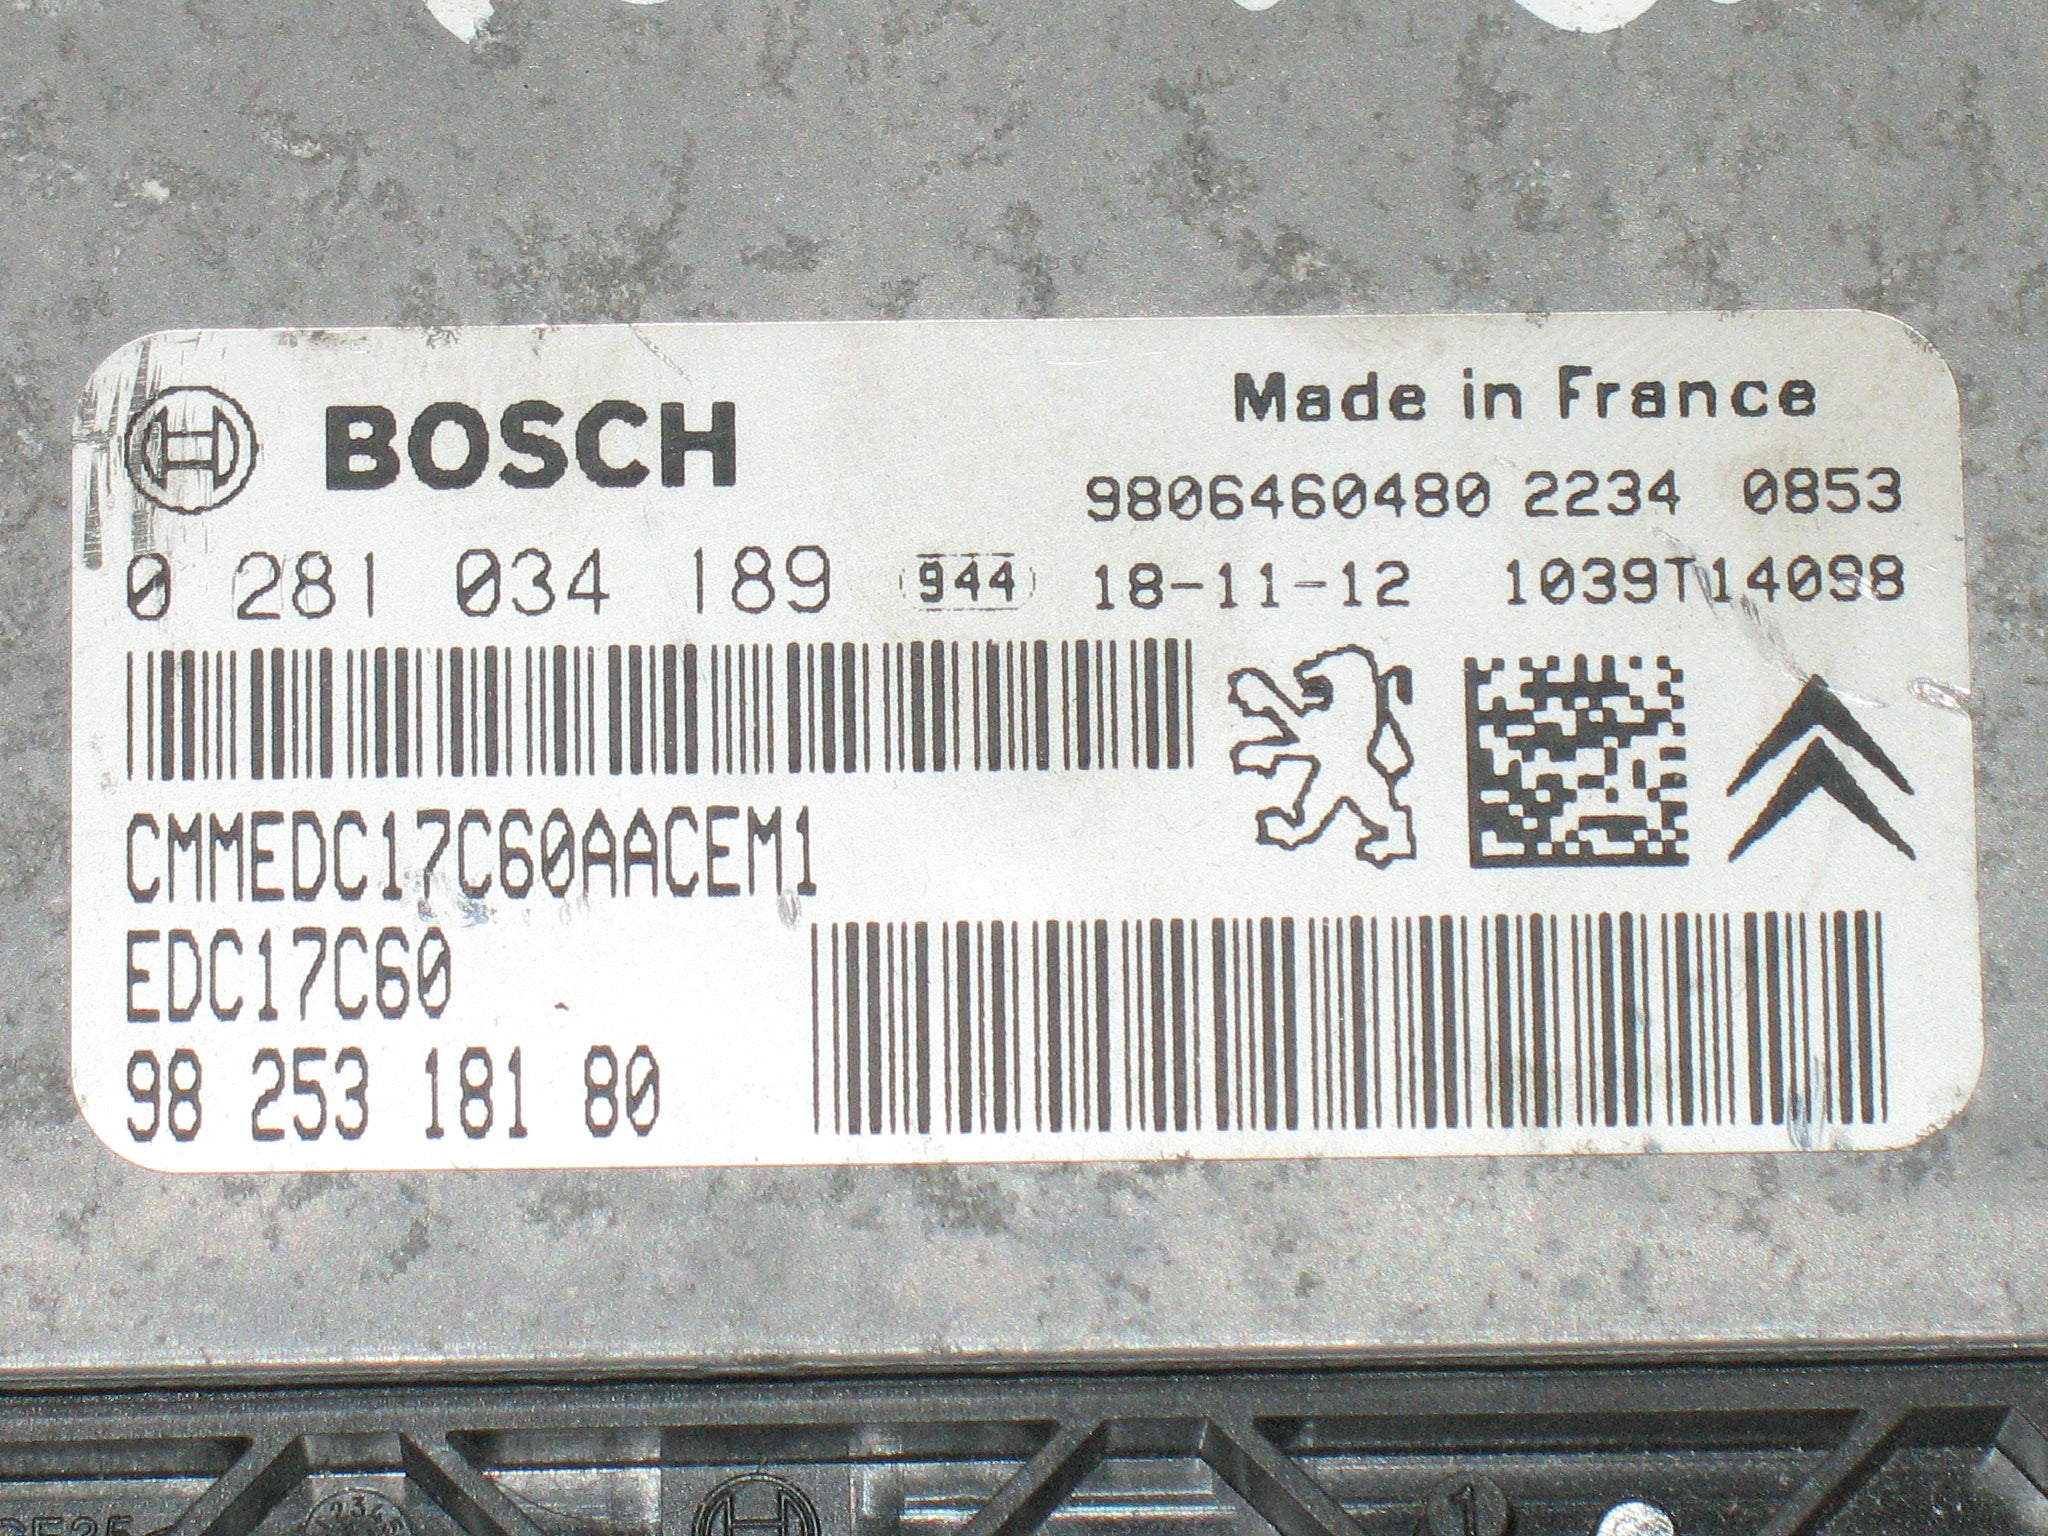 BOSCH
Made in France
9806460480 2234 0853
0 281 034 189 944 18-11-12 1039T14098
CMMEDC17C60AACEM1
EDC17C60
98 253 181 80
1